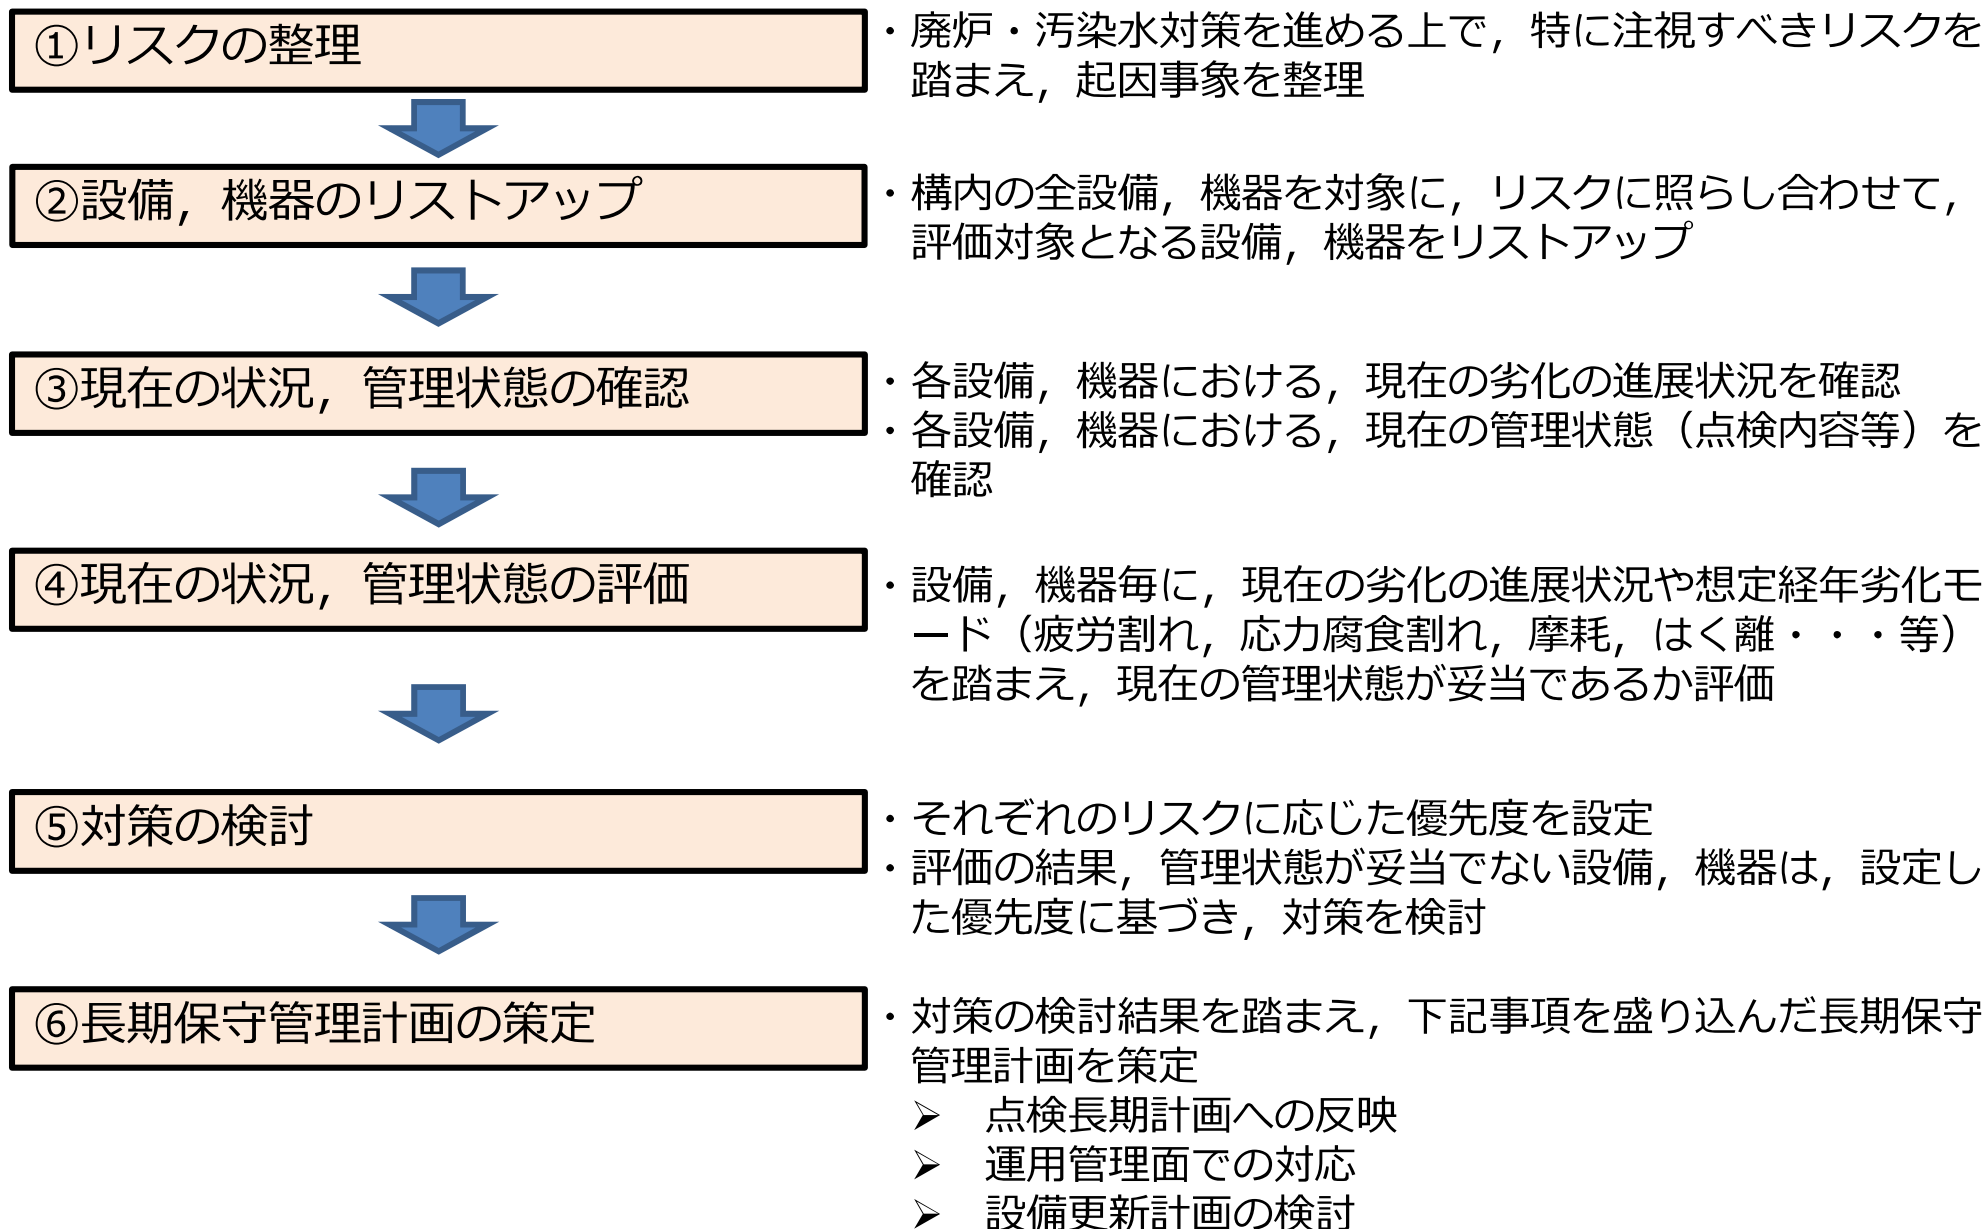 ①リスクの整理
・廃炉・汚染水対策を進める上で，特に注視すべきリスクを
踏まえ，起因事象を整理
②設備，機器のリストアップ
・構内の全設備，機器を対象に，リスクに照らし合わせて，
評価対象となる設備，機器をリストアップ
③現在の状況，管理状態の確認
・各設備，機器における，現在の劣化の進展状況を確認
・各設備，機器における，現在の管理状態（点検内容等）を
確認
④現在の状況，管理状態の評価
・設備，機器毎に，現在の劣化の進展状況や想定経年劣化モ
ード（疲労割れ，応力腐食割れ，摩耗，はく離・・・等）
を踏まえ，現在の管理状態が妥当であるか評価
⑤対策の検討
・それぞれのリスクに応じた優先度を設定
・評価の結果，管理状態が妥当でない設備，機器は，設定し
た優先度に基づき，対策を検討
⑥長期保守管理計画の策定
・対策の検討結果を踏まえ，下記事項を盛り込んだ長期保守
管理計画を策定
➢ 点検長期計画への反映
➢ 運用管理面での対応
➢ 設備更新計画の検討